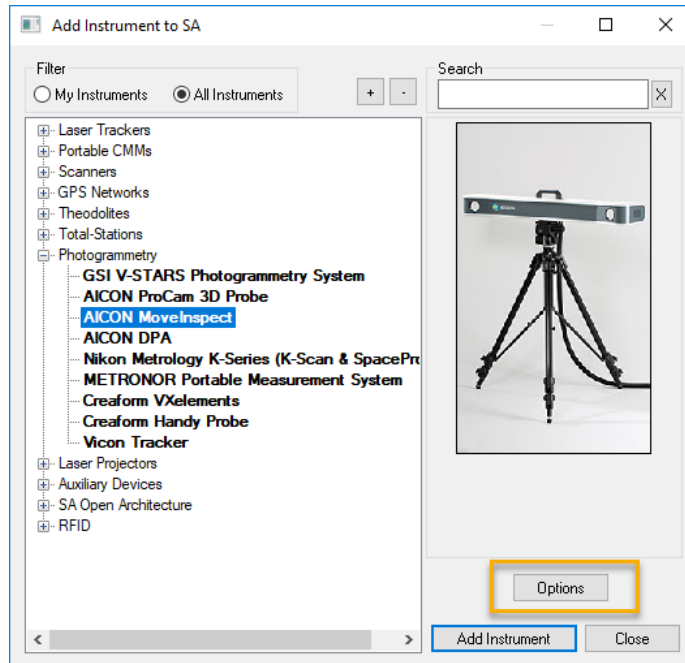 Add Instrument to SA
Filter
My Instruments
All Instruments
+
-
Search
X
Laser Trackers
Portable CMMs
Scanners
GPS Networks
Theodolites
Total-Stations
Photogrammetry
GSI V-STARS Photogrammetry System
AICON ProCam 3D Probe
AICON MoveInspect
AICON DPA
Nikon Metrology K-Series (K-Scan & SpacePro
METRONOR Portable Measurement System
Creaform VXelements
Creaform Handy Probe
Vicon Tracker
Laser Projectors
Auxiliary Devices
SA Open Architecture
RFID
Options
Add Instrument
Close